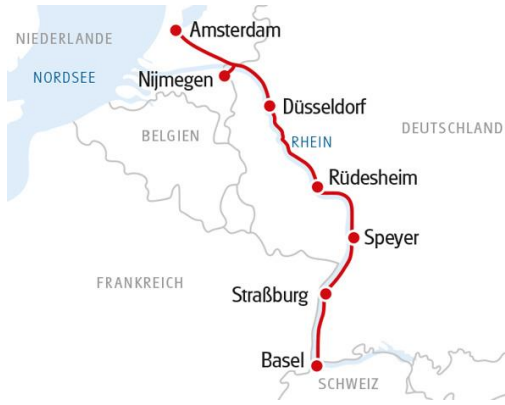 Amsterdam
NIEDERLANDE
NORDSEE
Nijmegen
Düsseldorf
DEUTSCHLAND
BELGIEN
RHEIN
Rüdesheim
Speyer
FRANKREICH
Straßburg
Basel
SCHWEIZ